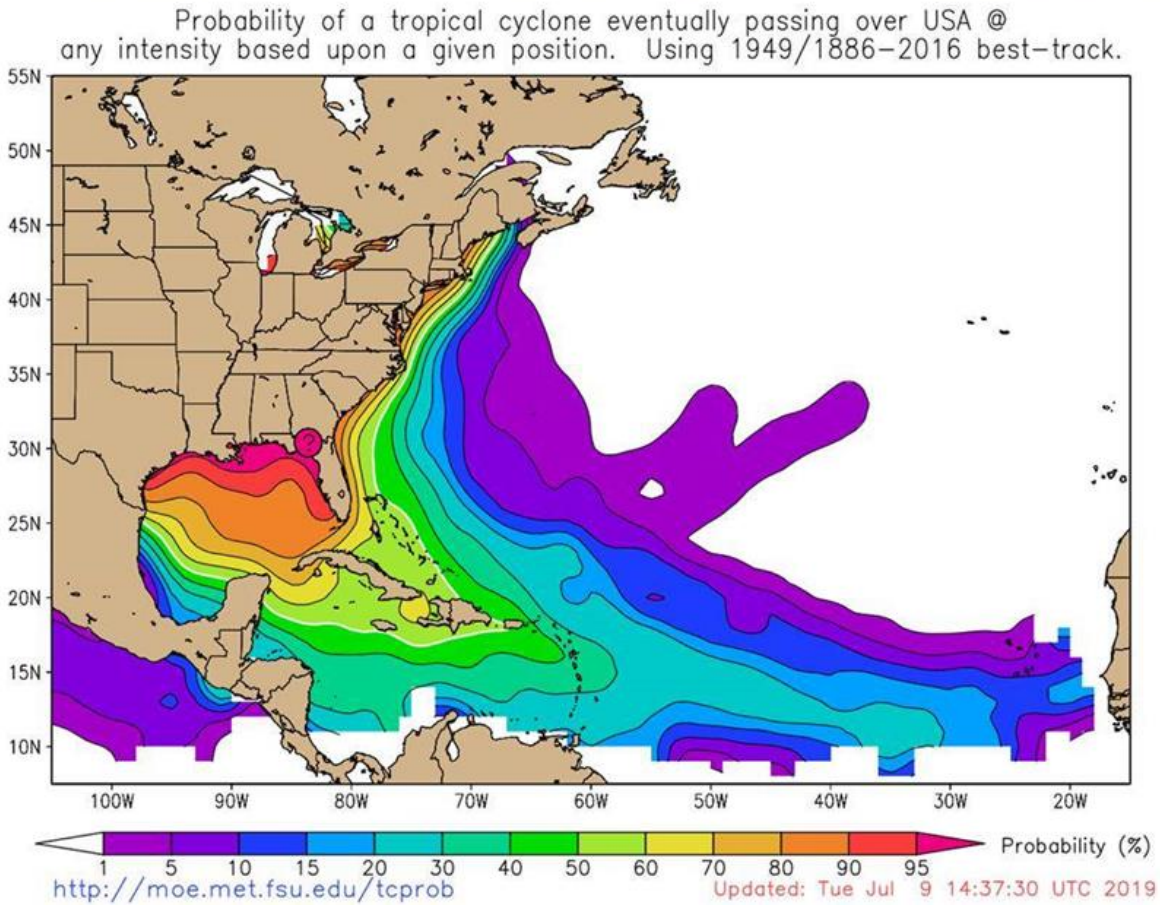 Probability of a tropical cyclone eventually passing over USA @
any intensity based upon a given position. Using 1949/1886-2016 best-track.
55N
50N
45N
40N
35N
30N
25N
20N
15N
10N
?
100W 90W 80W 70W 60W 50W 40W 30W 20W
1 5 10 15 20 30 40 50 60 70 80 90 95 Probability (%)
http://moe.met.fsu.edu/tcprob Updated: Tue Jul 9 14:37:30 UTC 2019